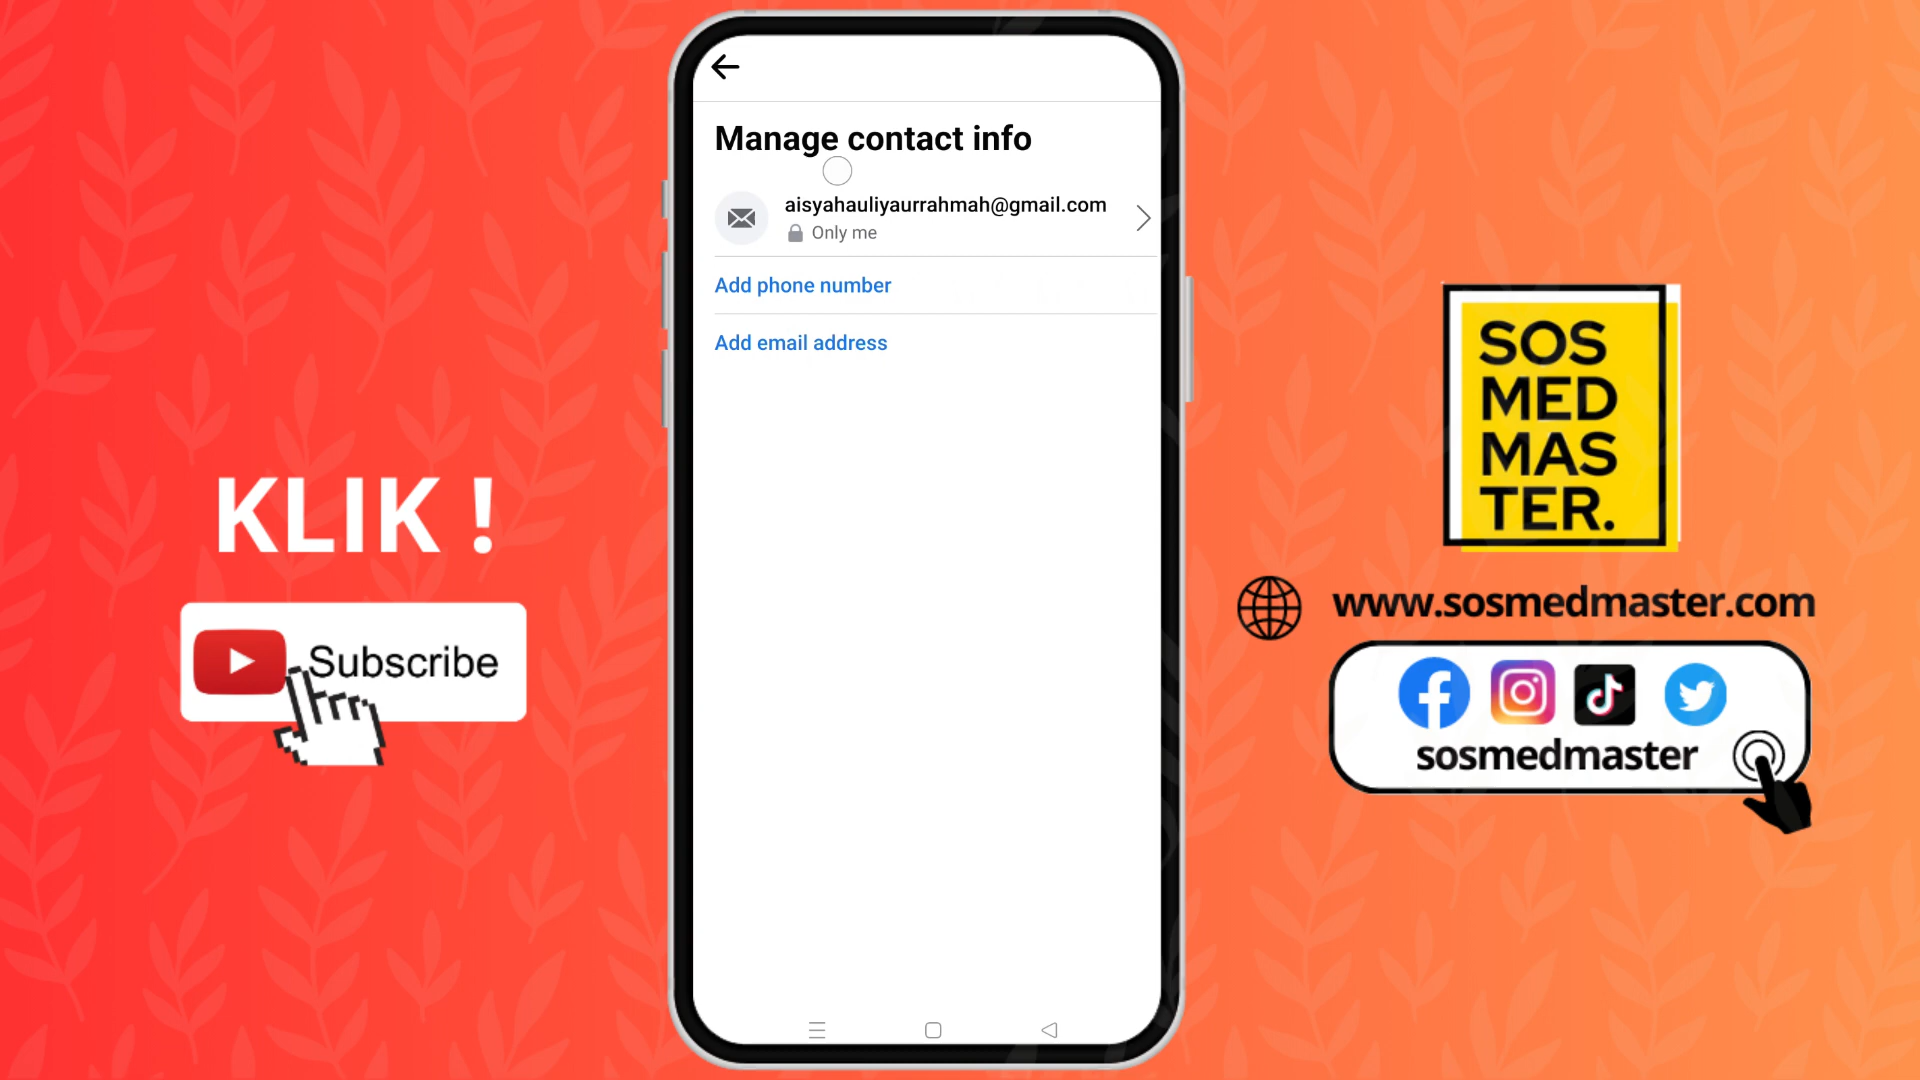 Manage contact info
aisyahauliyaurrahmah@gmail.com
Only me
Add phone number
Add email address
KLIK !
Subscribe
SOS
MED
MAS
TER.
www.sosmedmaster.com
sosmedmaster